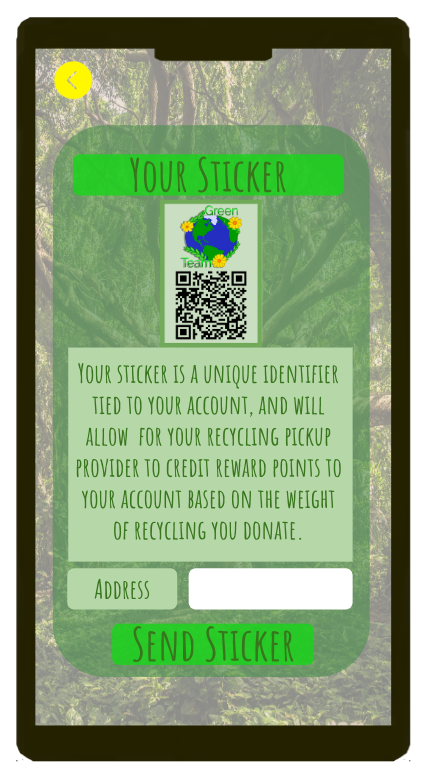 Your Sticker
Green
Team
Your sticker is a unique identifier
tied to your account, and will
allow for your recycling pickup
provider to credit reward points to
your account based on the weight
of recycling you donate.
Address
Send Sticker